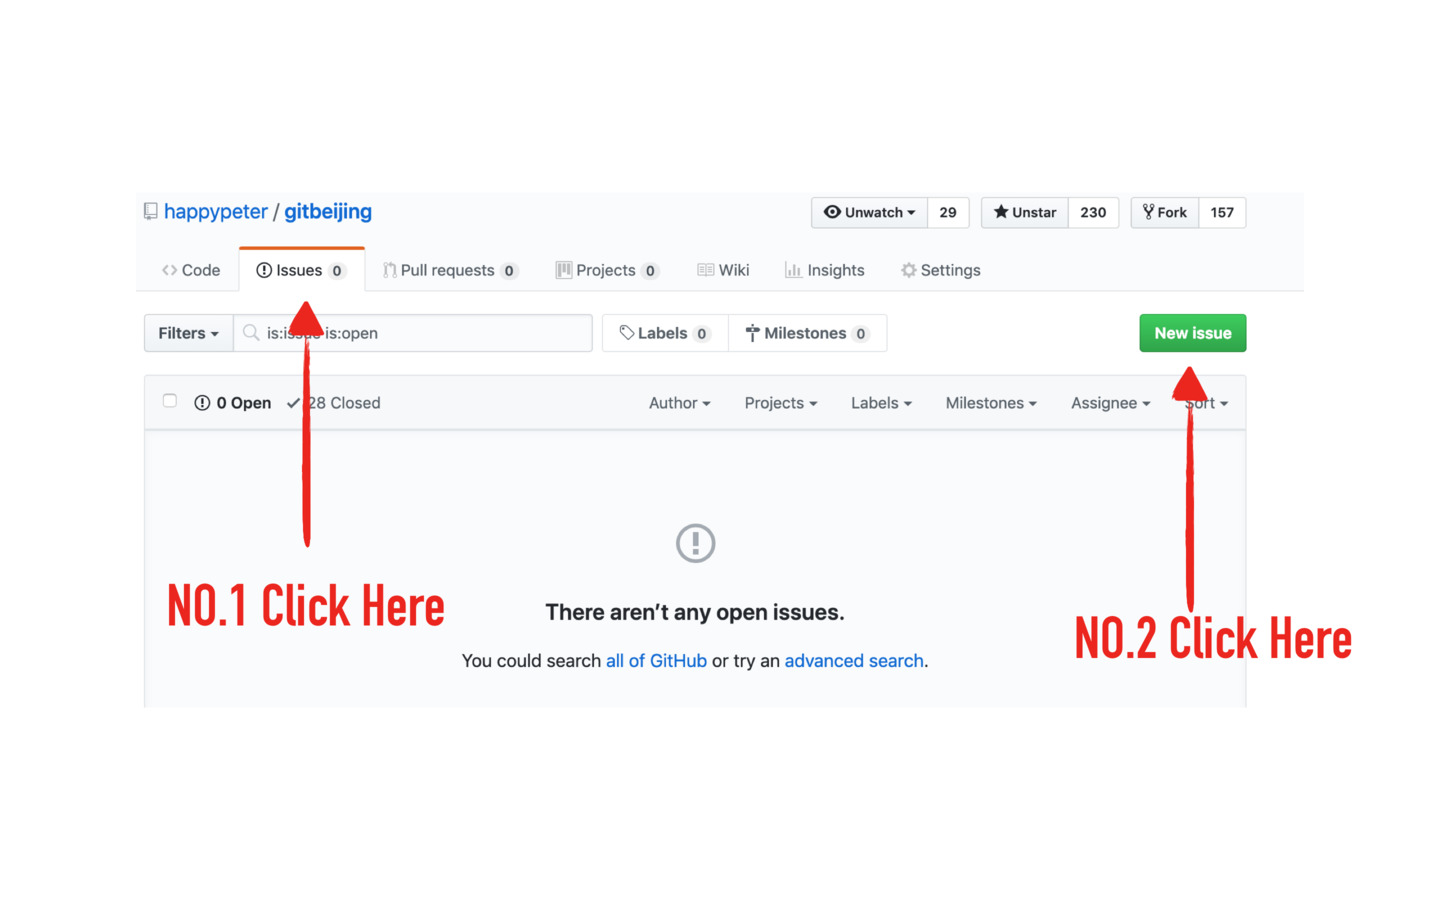 happypeter / gitbeijing
Unwatch 29 Unstar 230 Fork 157
Code Issues 0 Pull requests 0 Projects 0 Wiki Insights Settings
Filters is:issue is:open Labels 0 Milestones 0 New issue
0 Open 28 Closed Author Projects Labels Milestones Assignee Sort
There aren't any open issues.
You could search all of GitHub or try an advanced search.
NO.1 Click Here
NO.2 Click Here